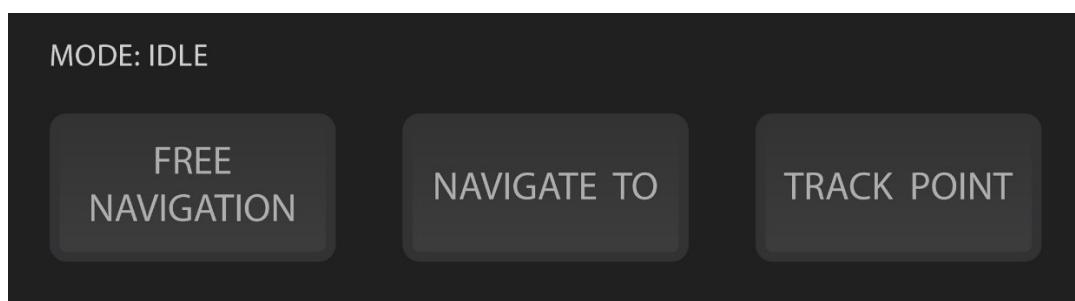 MODE: IDLE
FREE
NAVIGATION
NAVIGATE TO
TRACK POINT